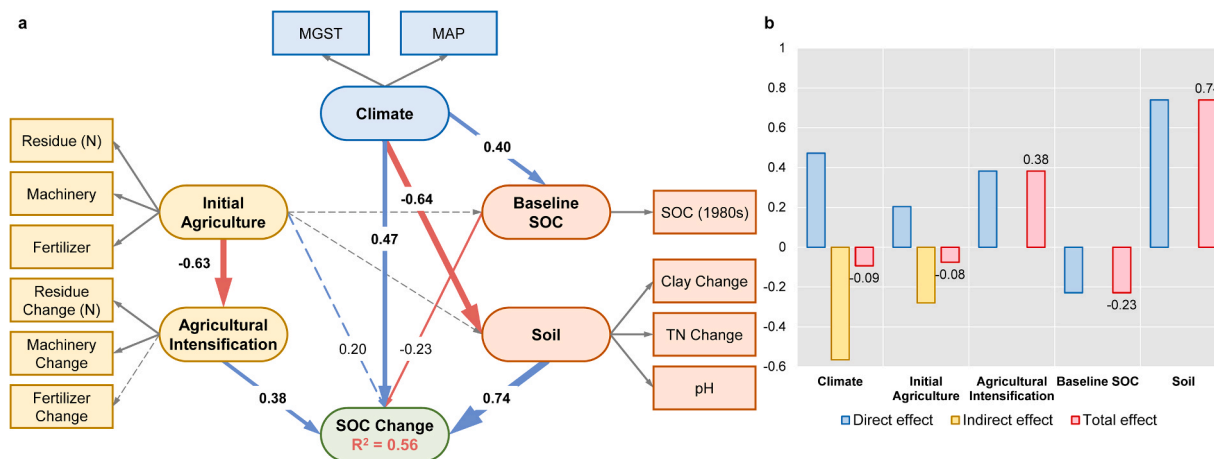 a
MGST
MAP
Climate
Residue (N)
Machinery
Fertilizer
Residue
Change (N)
Machinery
Change
Fertilizer
Change
Initial
Agriculture
-0.63
Agricultural
Intensification
0.38
0.40
-0.64
0.47
0.20
-0.23
0.74
Baseline
SOC
Soil
SOC (1980s)
Clay Change
TN Change
pH
SOC Change
R² = 0.56
b
1
0.8
0.6
0.4
0.2
0
-0.2
-0.4
-0.6
-0.09
-0.08
0.38
-0.23
0.74
Climate
Initial
Agriculture
Agricultural
Intensification
Baseline SOC
Soil
Direct effect
Indirect effect
Total effect